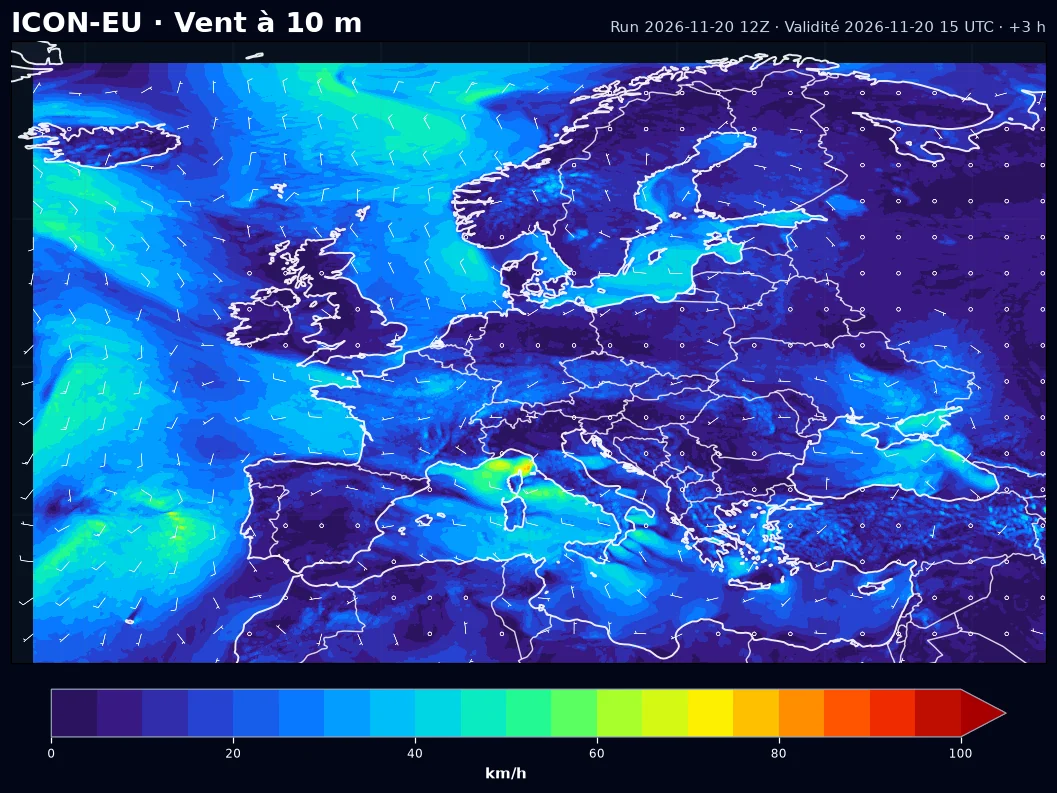 ICON-EU · Vent à 10 m
Run 2026-11-20 12Z · Validité 2026-11-20 15 UTC · +3 h
0 20 40 60 80 100
km/h